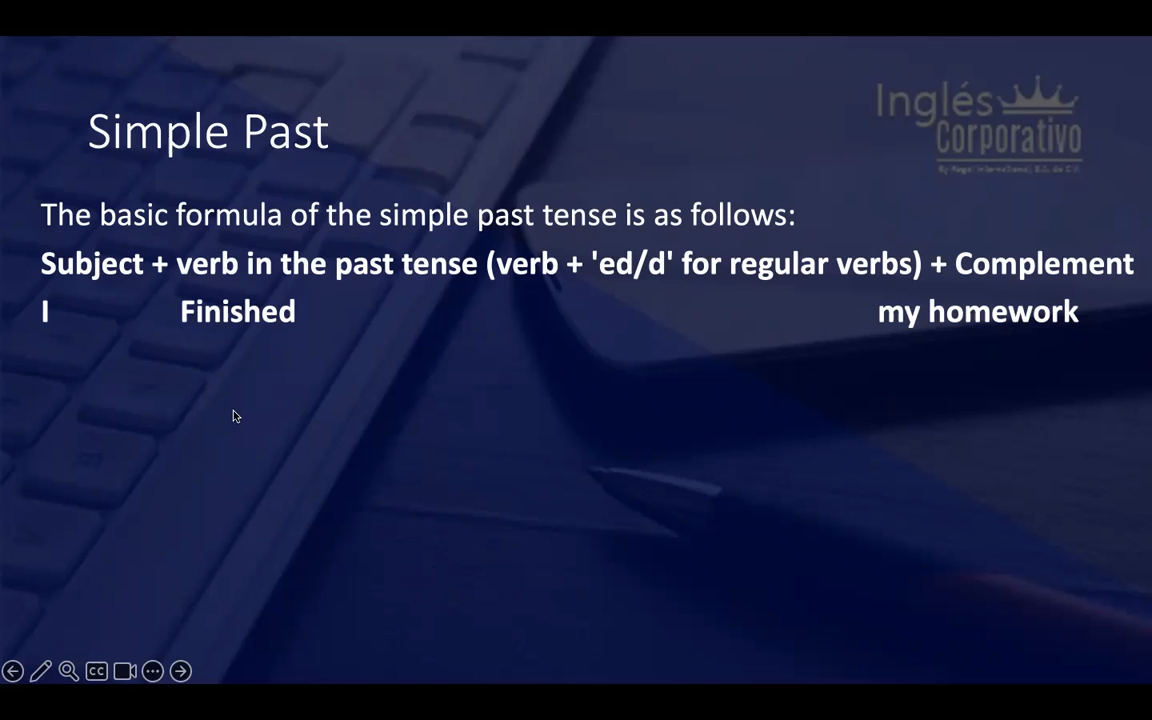 Inglés
Corporativo
Simple Past
The basic formula of the simple past tense is as follows:
Subject + verb in the past tense (verb + 'ed/d' for regular verbs) + Complement
I Finished my homework
CC